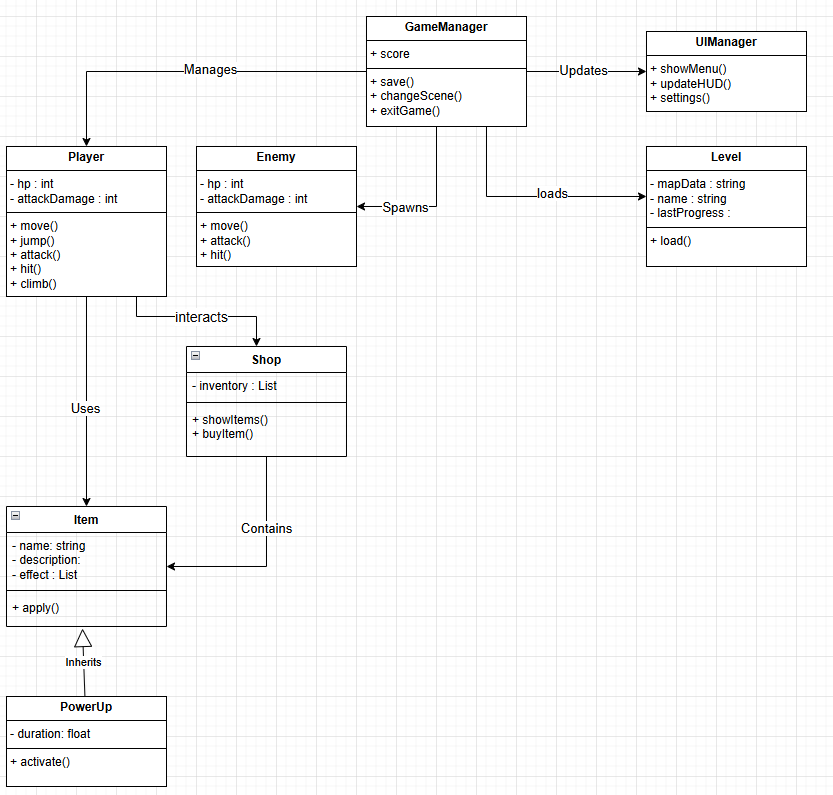 GameManager
+ score
+ save()
+ changeScene()
+ exitGame()
UIManager
+ showMenu()
+ updateHUD()
+ settings()
Manages
Updates
Player
- hp : int
- attackDamage : int
+ move()
+ jump()
+ attack()
+ hit()
+ climb()
Enemy
- hp : int
- attackDamage : int
+ move()
+ attack()
+ hit()
Spawns
loads
Level
- mapData : string
- name : string
- lastProgress :
+ load()
interacts
Shop
- inventory : List
+ showItems()
+ buyItem()
Uses
Contains
Item
- name: string
- description:
- effect : List
+ apply()
Inherits
PowerUp
- duration: float
+ activate()